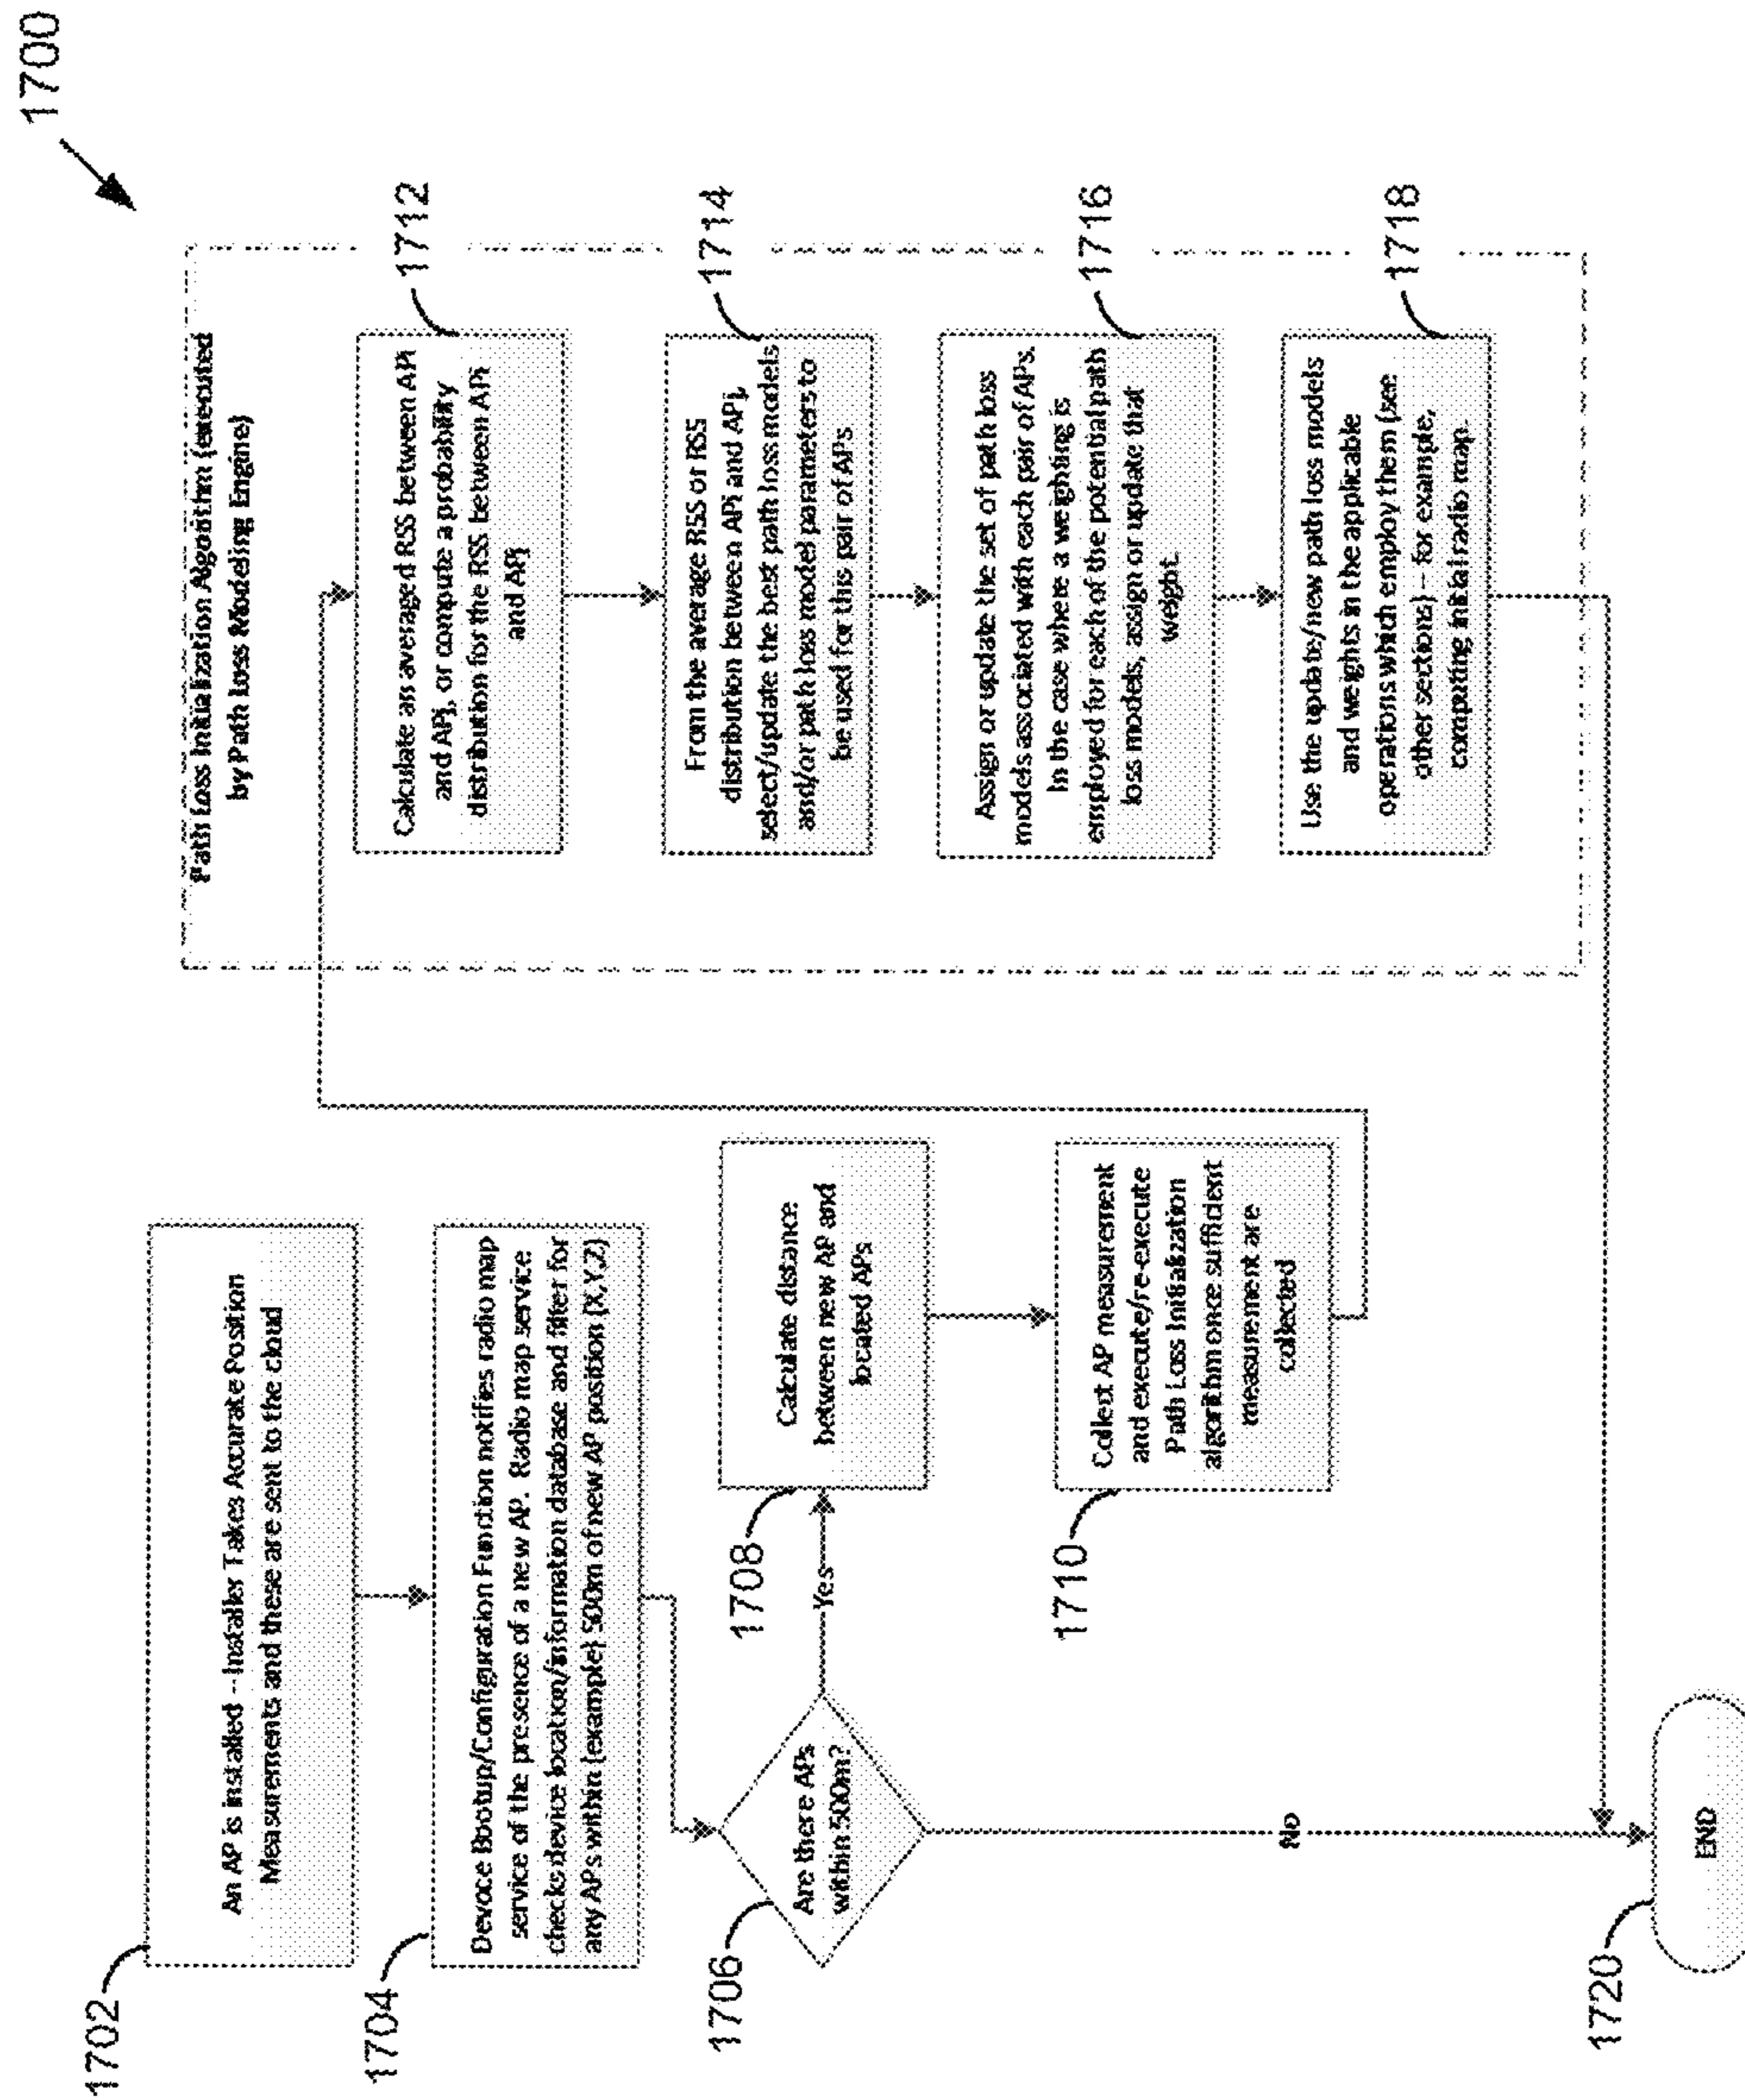 1700
1702
An AP is installed -- Installer Takes Accurate Position
Measurements and these are sent to the cloud
1704
Devoce Bootup/Configuration Function notifies radio map
service of the presence of a new AP. Radio map service
checks device location/information database and filter for
any APs within (example) 500m of new AP position (X,Y,Z)
1706
Are there APs
within 500m?
Yes
No
1708
Calculate distance
between new AP and
located APs
1710
Collect AP measurement
and execute/re-execute
Path Loss Initialization
algorithm once sufficient
measurement are
collected
Path Loss Initialization Algorithm (executed
by Path Loss Modeling Engine)
1712
Calculate an averaged RSS between APi
and APj, or compute a probability
distribution for the RSS between APi
and APj
1714
From the average RSS or RSS
distribution between APi and APj,
select/update the best path loss models
and/or path loss model parameters to
be used for this pair of APs
1716
Assign or update the set of path loss
models associated with each pair of APs.
In the case where a weighting is
employed for each of the potential path
loss models, assign or update that
weight.
1718
Use the update/new path loss models
and weights in the applicable
operations which employ them (see
other sections) -- for example,
computing initial radio map.
1720
END